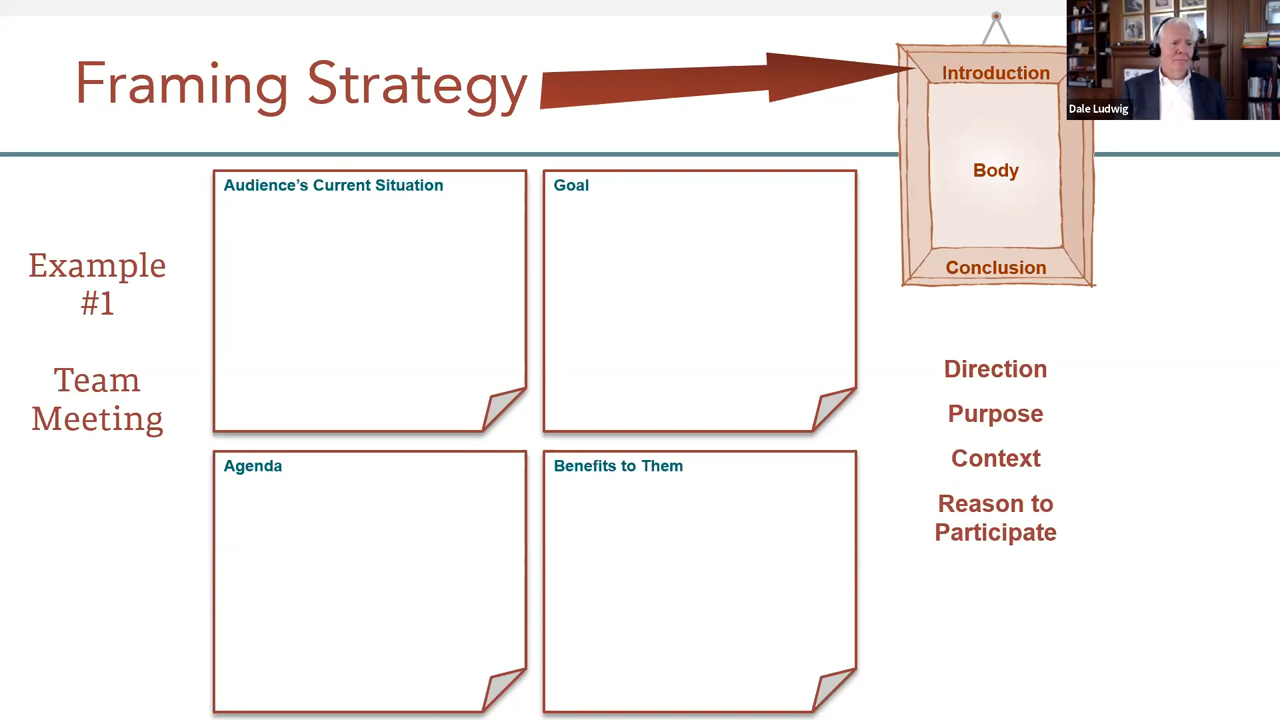 Framing Strategy
Introduction
Body
Conclusion
Dale Ludwig
Example
#1
Team
Meeting
Audience’s Current Situation
Goal
Agenda
Benefits to Them
Direction
Purpose
Context
Reason to
Participate